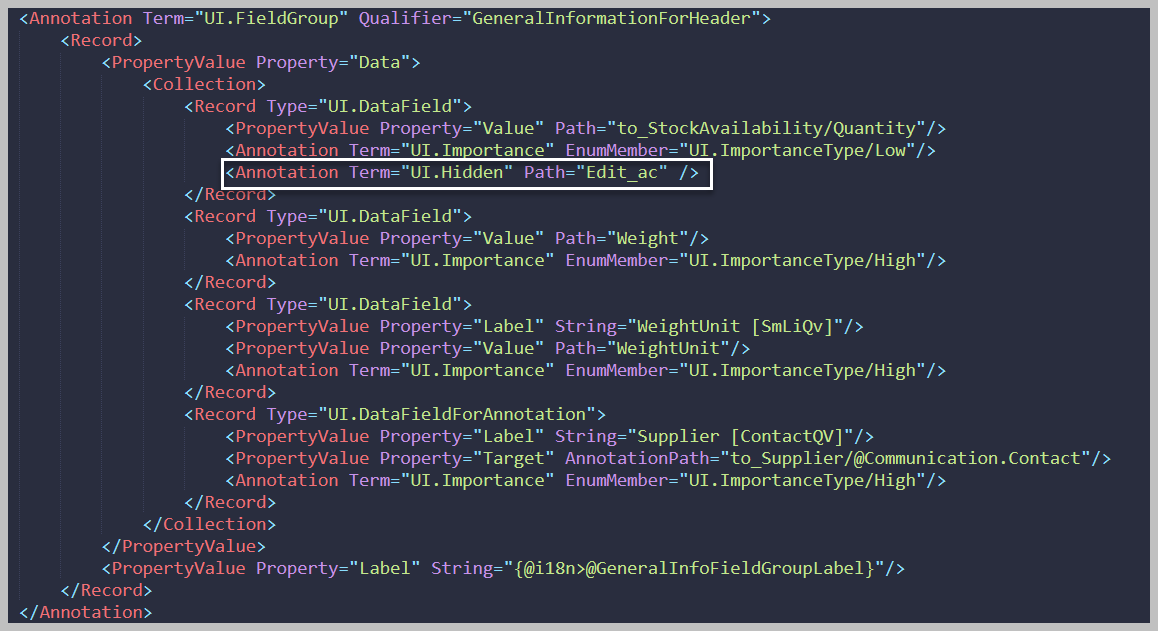 <Annotation Term="UI.FieldGroup" Qualifier="GeneralInformationForHeader">
<Record>
<PropertyValue Property="Data">
<Collection>
<Record Type="UI.DataField">
<PropertyValue Property="Value" Path="to_StockAvailability/Quantity"/>
<Annotation Term="UI.Importance" EnumMember="UI.ImportanceType/Low"/>
<Annotation Term="UI.Hidden" Path="Edit_ac" />
</Record>
<Record Type="UI.DataField">
<PropertyValue Property="Value" Path="Weight"/>
<Annotation Term="UI.Importance" EnumMember="UI.ImportanceType/High"/>
</Record>
<Record Type="UI.DataField">
<PropertyValue Property="Label" String="WeightUnit [SmLiQv]"/>
<PropertyValue Property="Value" Path="WeightUnit"/>
<Annotation Term="UI.Importance" EnumMember="UI.ImportanceType/High"/>
</Record>
<Record Type="UI.DataFieldForAnnotation">
<PropertyValue Property="Label" String="Supplier [ContactQV]"/>
<PropertyValue Property="Target" AnnotationPath="to_Supplier/@Communication.Contact"/>
<Annotation Term="UI.Importance" EnumMember="UI.ImportanceType/High"/>
</Record>
</Collection>
</PropertyValue>
<PropertyValue Property="Label" String="{@i18n>@GeneralInfoFieldGroupLabel}"/>
</Record>
</Annotation>